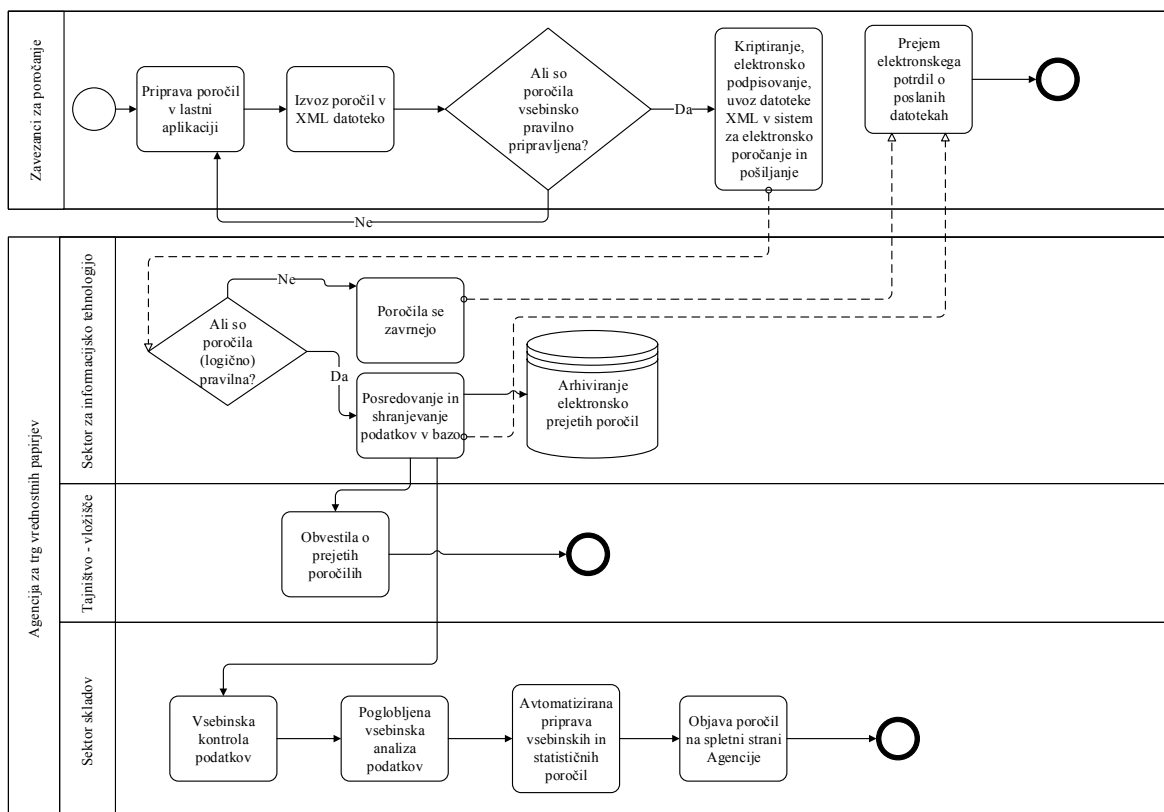 Zavezanci za poročanje
Priprava poročil
v lastni
aplikaciji
Izvoz poročil v
XML datoteko
Ali so
poročila
vsebinsko
pravilno
pripravljena?
Da
Ne
Kriptiranje,
elektronsko
podpisovanje,
uvoz datoteke
XML v sistem
za elektronsko
poročanje in
pošiljanje
Prejem
elektronskega
potrdil o
poslanih
datotekah
Agencija za trg vrednostnih papirjev
Sektor za informacijsko tehnologijo
Ali so
poročila
(logično)
pravilna?
Ne
Da
Poročila se
zavrnejo
Posredovanje in
shranjevanje
podatkov v bazo
Arhiviranje
elektronsko
prejetih poročil
Tajništvo - vložišče
Obvestila o
prejetih
poročilih
Sektor skladov
Vsebinska
kontrola
podatkov
Poglobljena
vsebinska
analiza
podatkov
Avtomatizirana
priprava
vsebinskih in
statističnih
poročil
Objava poročil
na spletni strani
Agencije